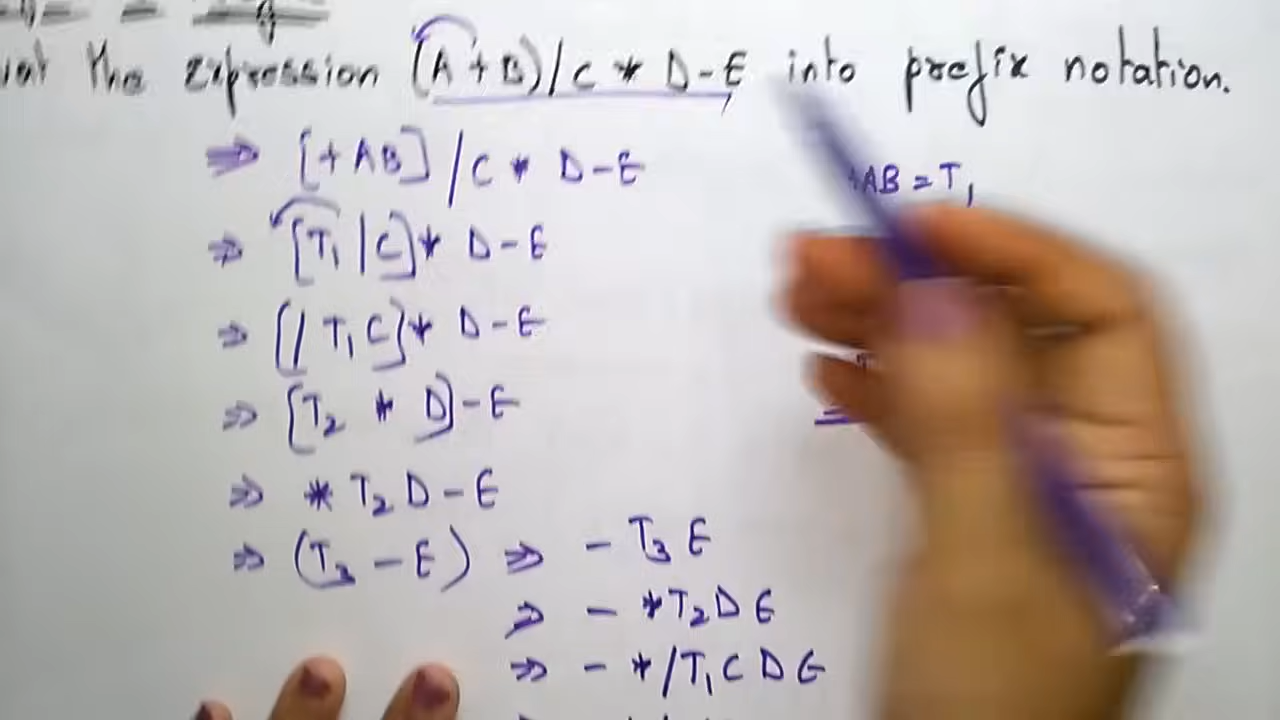 the expression (A+B)/C * D-E into prefix notation.
⇒ [+AB] / C * D-E
AB = T1
⇒ [T1 / C] * D-E
⇒ [/ T1 C] * D-E
⇒ [T2 * D] - E
⇒ * T2 D - E
⇒ (T3 - E) ⇒ - T3 E
⇒ - * T2 D E
⇒ - * / T1 C D E